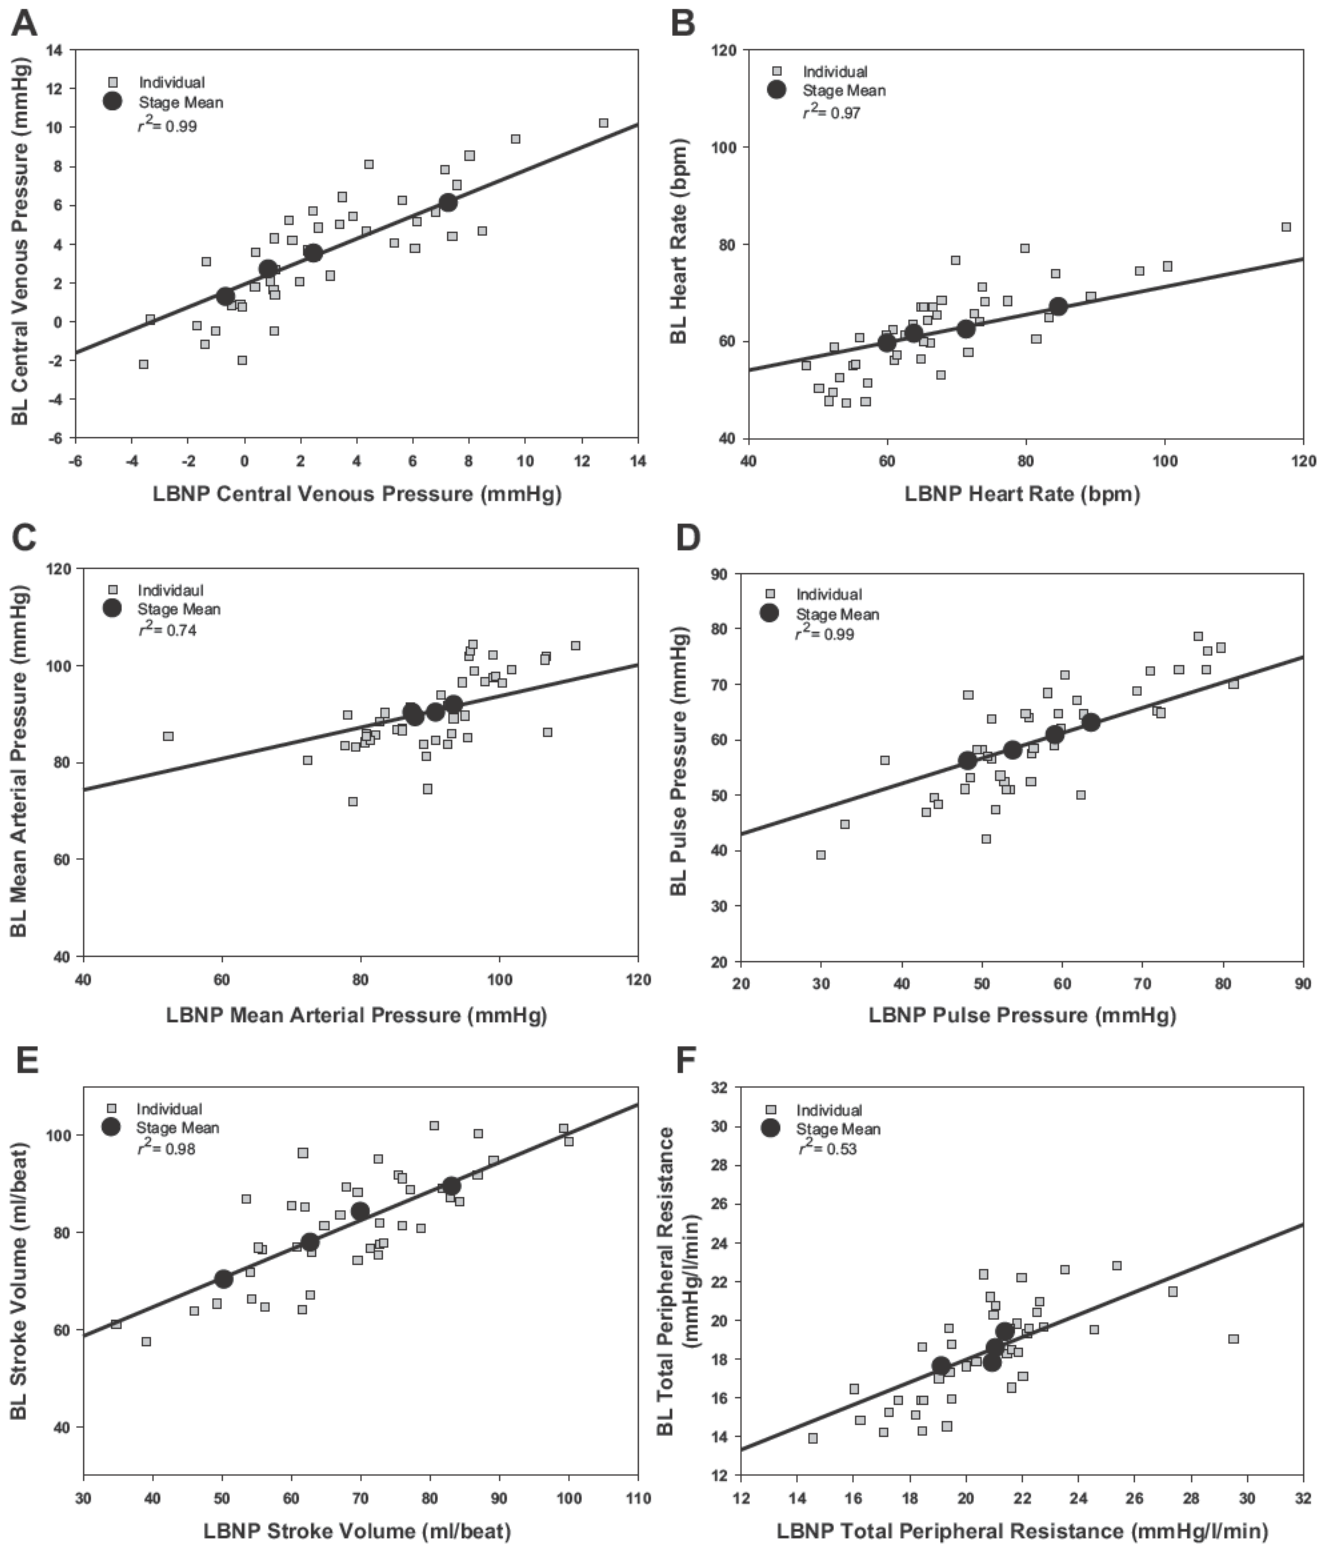 A
BL Central Venous Pressure (mmHg)
14
12
10
8
6
4
2
0
-2
-4
-6
Individual
Stage Mean
r2= 0.99
-6 -4 -2 0 2 4 6 8 10 12 14
LBNP Central Venous Pressure (mmHg)
B
BL Heart Rate (bpm)
120
100
80
60
40
Individual
Stage Mean
r2= 0.97
40 60 80 100 120
LBNP Heart Rate (bpm)
C
BL Mean Arterial Pressure (mmHg)
120
100
80
60
40
Individaul
Stage Mean
r2= 0.74
40 60 80 100 120
LBNP Mean Arterial Pressure (mmHg)
D
BL Pulse Pressure (mmHg)
90
80
70
60
50
40
30
20
Individual
Stage Mean
r2= 0.99
20 30 40 50 60 70 80 90
LBNP Pulse Pressure (mmHg)
E
BL Stroke Volume (ml/beat)
100
80
60
40
Individual
Stage Mean
r2= 0.98
30 40 50 60 70 80 90 100 110
LBNP Stroke Volume (ml/beat)
F
BL Total Peripheral Resistance
(mmHg/l/min)
32
30
28
26
24
22
20
18
16
14
12
Individual
Stage Mean
r2= 0.53
12 14 16 18 20 22 24 26 28 30 32
LBNP Total Peripheral Resistance (mmHg/l/min)